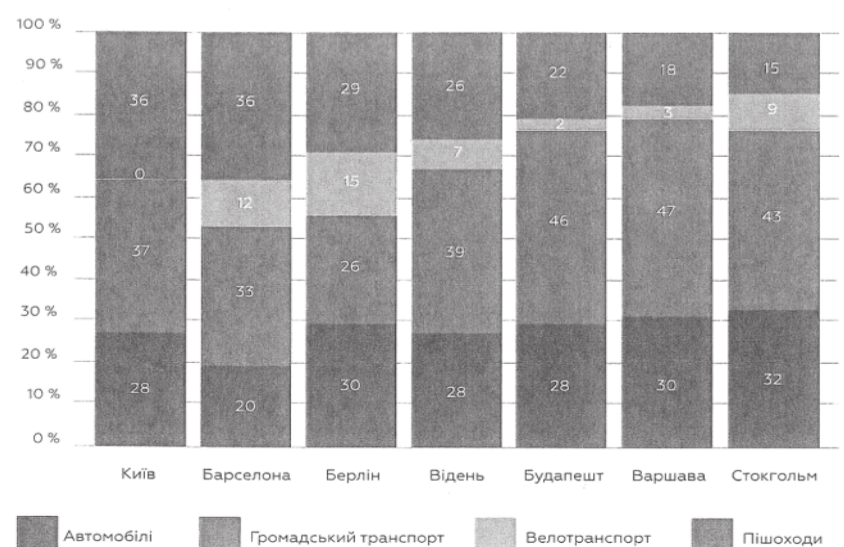 100 %
90 % 36 36 29 26 22 18 15
80 % 2 3 9
70 % 0 12 15 7
60 %
50 % 37 33 26 39 46 47 43
40 %
30 %
20 % 28 20 30 28 28 30 32
10 %
0 %
Київ Барселона Берлін Відень Будапешт Варшава Стокгольм
Автомобілі Громадський транспорт Велотранспорт Пішоходи